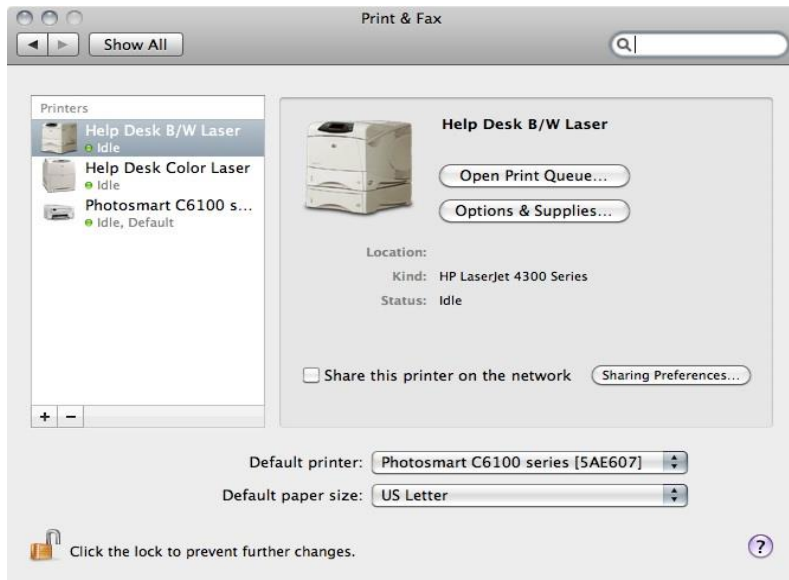 Print & Fax
Show All
Printers
Help Desk B/W Laser
Idle
Help Desk Color Laser
Idle
Photosmart C6100 s...
Idle, Default
+ −
Help Desk B/W Laser
Open Print Queue...
Options & Supplies...
Location:
Kind: HP LaserJet 4300 Series
Status: Idle
Share this printer on the network Sharing Preferences...
Default printer: Photosmart C6100 series [5AE607]
Default paper size: US Letter
Click the lock to prevent further changes.
?